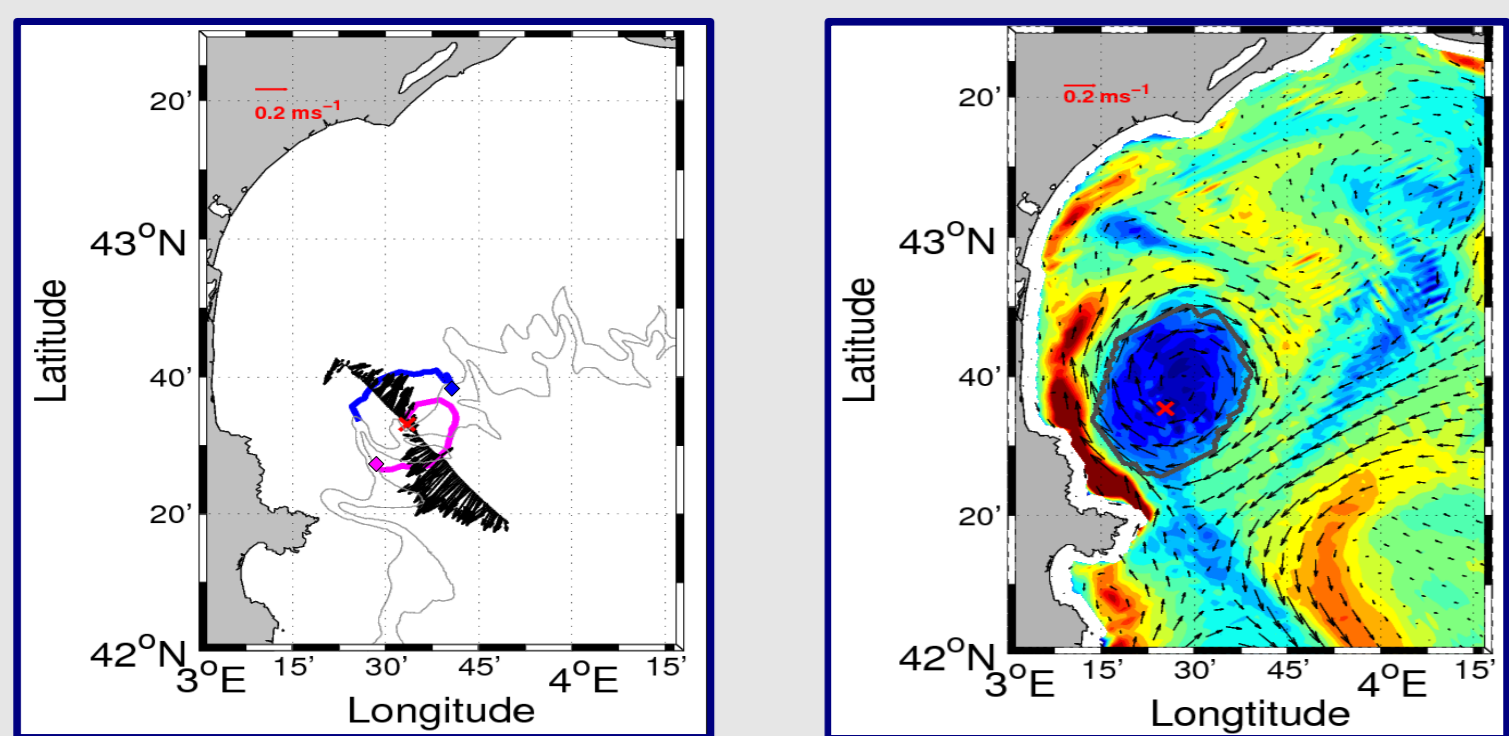 0.2 ms⁻¹
20'
43°N
Latitude
40'
20'
42°N
3°E
15'
30'
45'
4°E
15'
Longitude
0.2 ms⁻¹
20'
43°N
Latitude
40'
20'
42°N
3°E
15'
30'
45'
4°E
15'
Longtitude